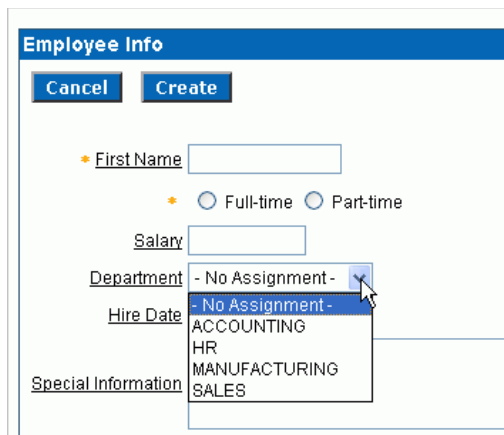 Employee Info
Cancel Create
* First Name
* Full-time Part-time
Salary
Department - No Assignment -
- No Assignment -
Hire Date
ACCOUNTING
HR
MANUFACTURING
Special Information
SALES